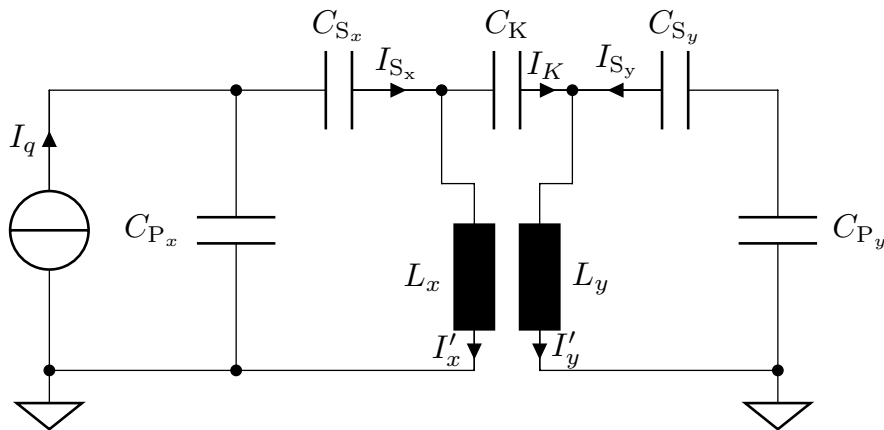 C_{S_x} C_K C_{S_y}
I_{S_x} I_K I_{S_y}
I_q
C_{P_x} C_{P_y}
L_x L_y
I'_x I'_y